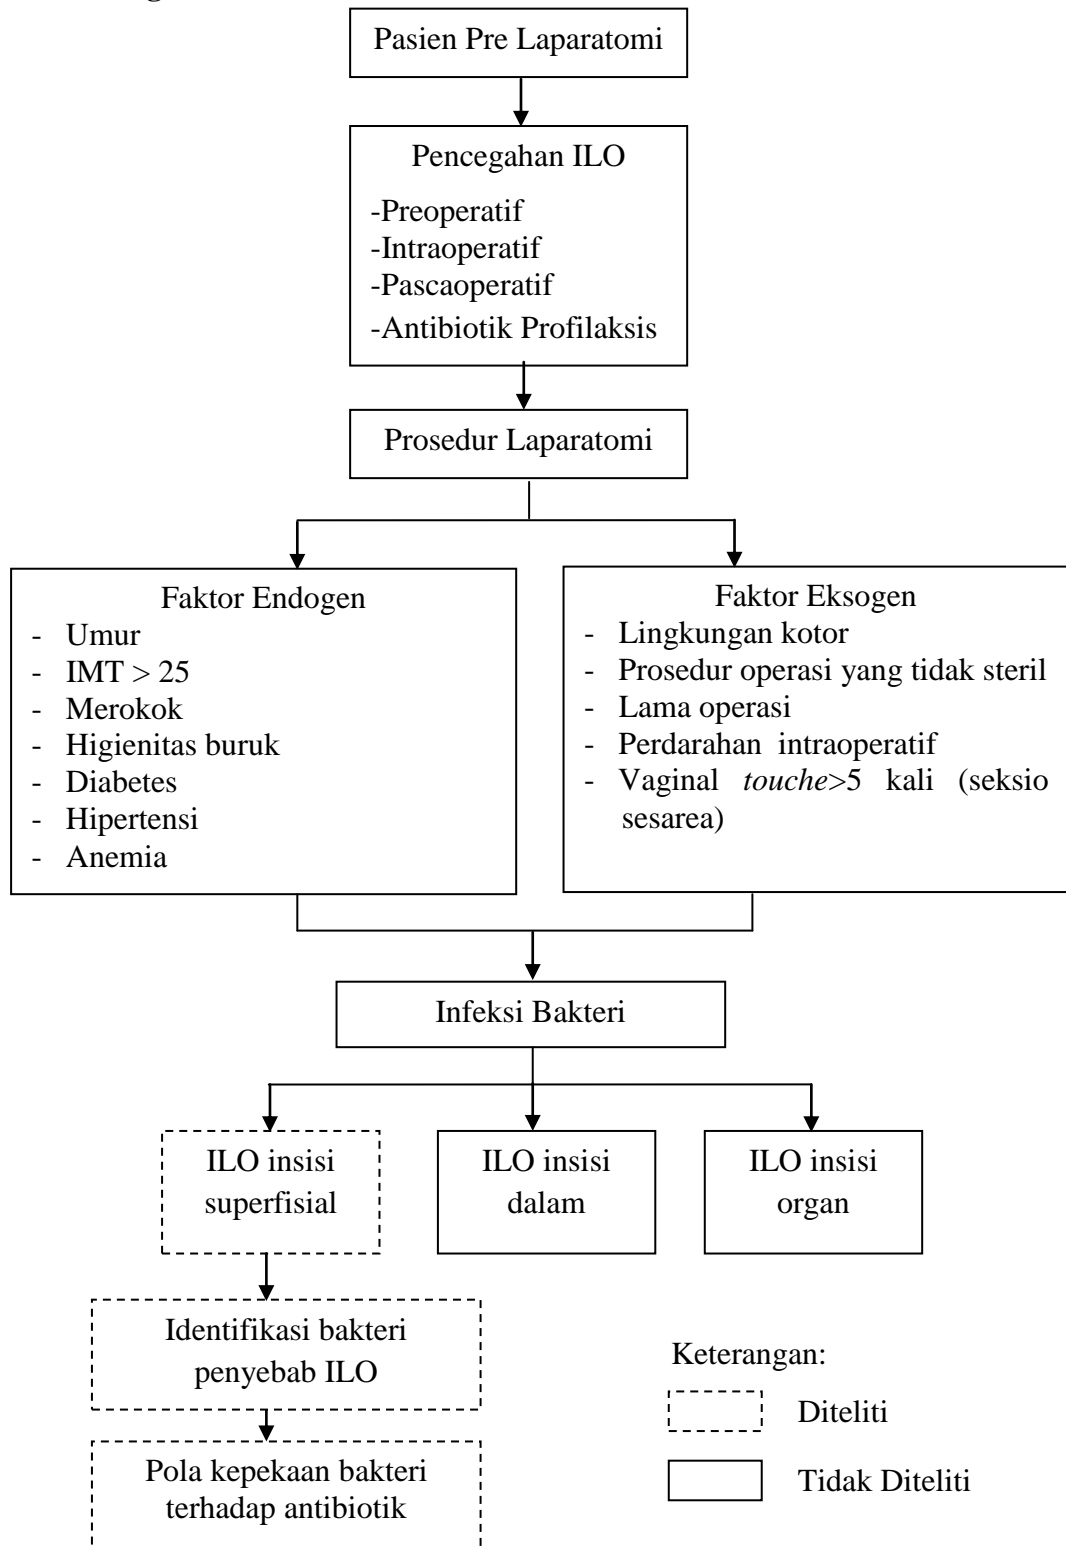 Pasien Pre Laparatomi
Pencegahan ILO
-Preoperatif
-Intraoperatif
-Pascaoperatif
-Antibiotik Profilaksis
Prosedur Laparatomi
Faktor Endogen
- Umur
- IMT > 25
- Merokok
- Higienitas buruk
- Diabetes
- Hipertensi
- Anemia
Faktor Eksogen
- Lingkungan kotor
- Prosedur operasi yang tidak steril
- Lama operasi
- Perdarahan intraoperatif
- Vaginal touche>5 kali (seksio
sesarea)
Infeksi Bakteri
ILO insisi
superfisial
ILO insisi
dalam
ILO insisi
organ
Identifikasi bakteri
penyebab ILO
Pola kepekaan bakteri
terhadap antibiotik
Keterangan:
Diteliti
Tidak Diteliti